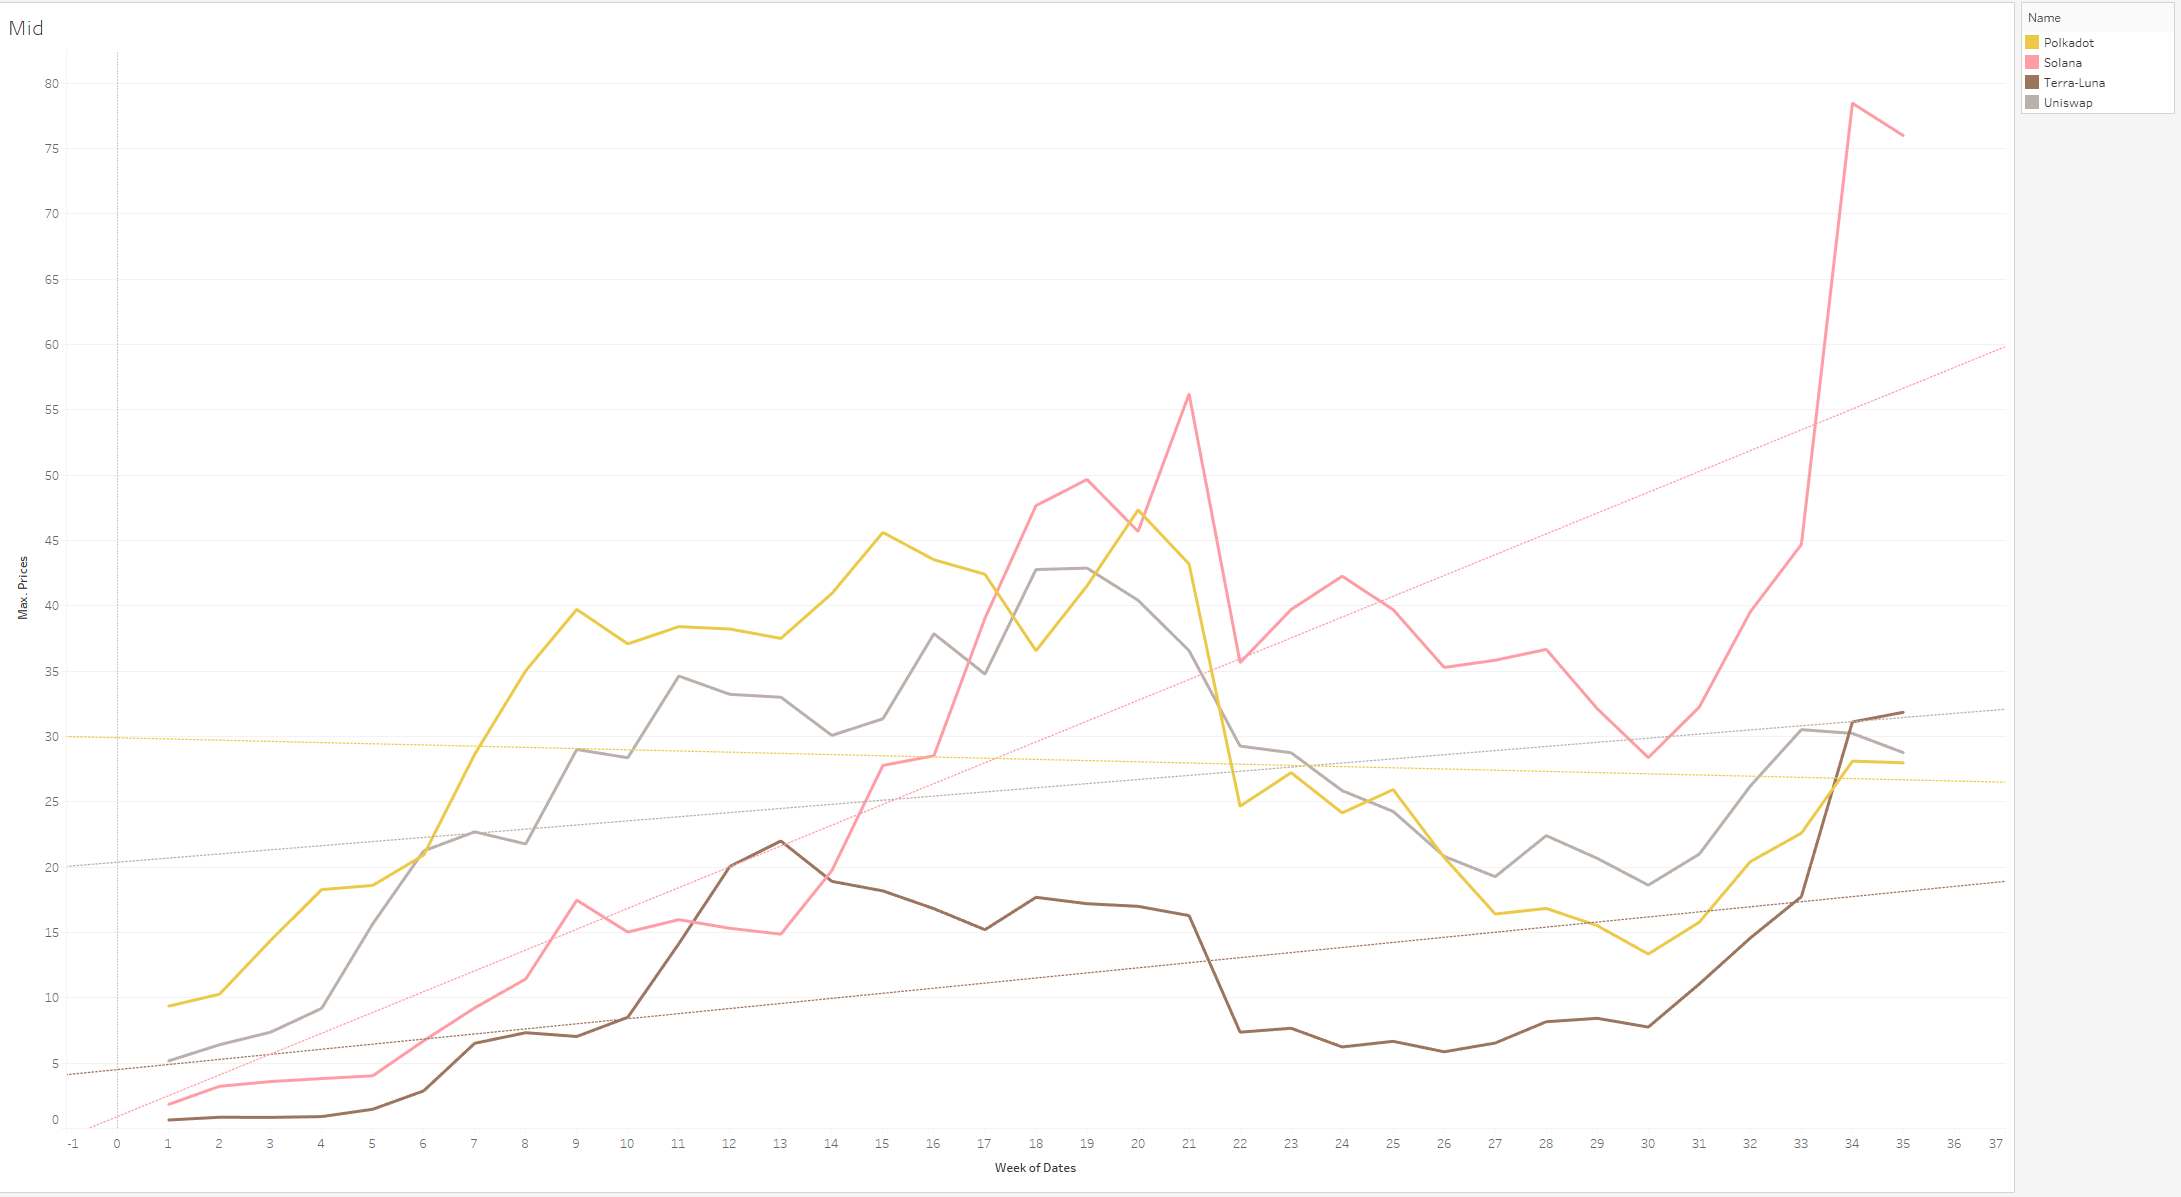 Mid
Name
Polkadot
Solana
Terra-Luna
Uniswap
80
75
70
65
60
55
50
45
40
35
30
25
20
15
10
5
0
Max. Prices
-1 0 1 2 3 4 5 6 7 8 9 10 11 12 13 14 15 16 17 18 19 20 21 22 23 24 25 26 27 28 29 30 31 32 33 34 35 36 37
Week of Dates